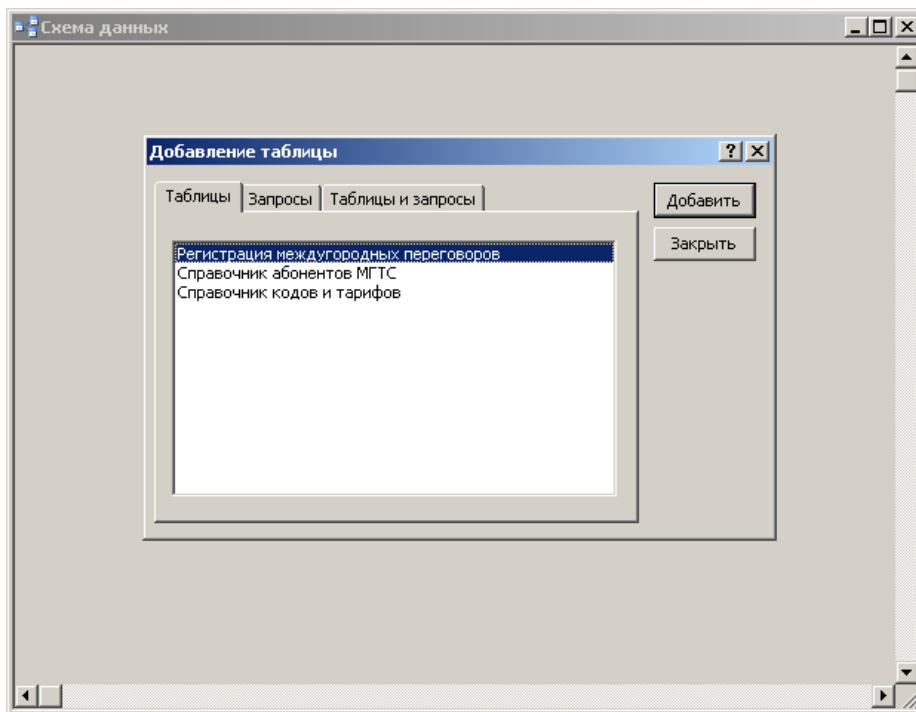 Схема данных
Добавление таблицы
Таблицы Запросы Таблицы и запросы
Добавить
Закрыть
Регистрация междугородных переговоров
Справочник абонентов МГТС
Справочник кодов и тарифов